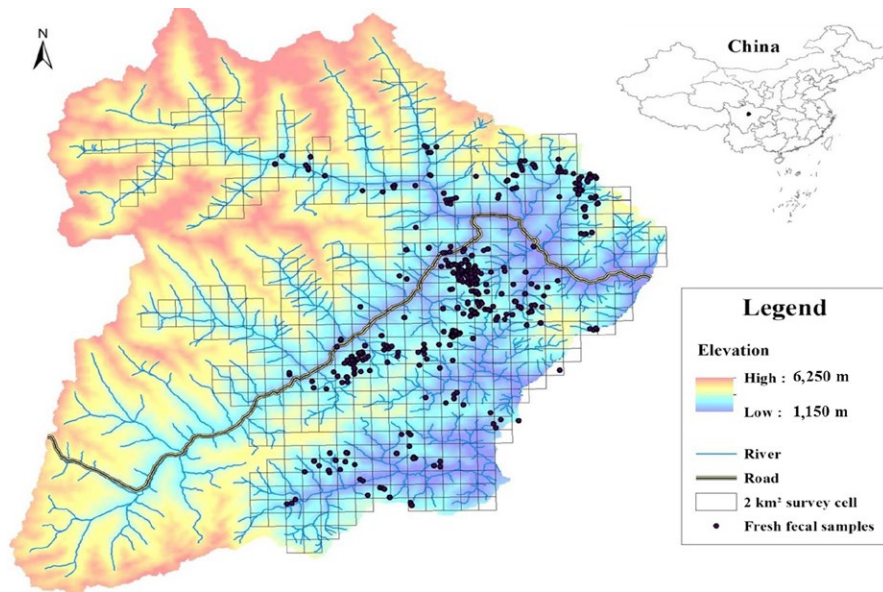 N
China
Legend
Elevation
High : 6,250 m
Low : 1,150 m
River
Road
2 km² survey cell
Fresh fecal samples